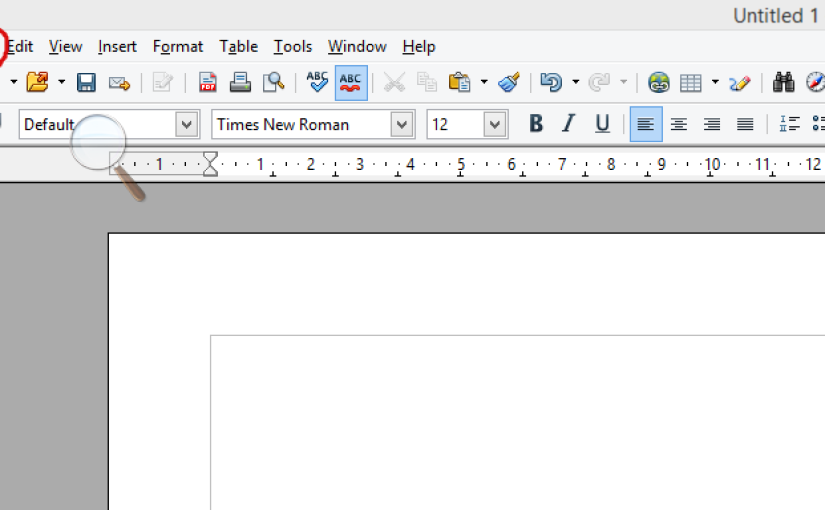 Untitled 1
Edit View Insert Format Table Tools Window Help
PDF ABC ABC
Default Times New Roman 12 B I U
1 1 2 3 4 5 6 7 8 9 10 11 12